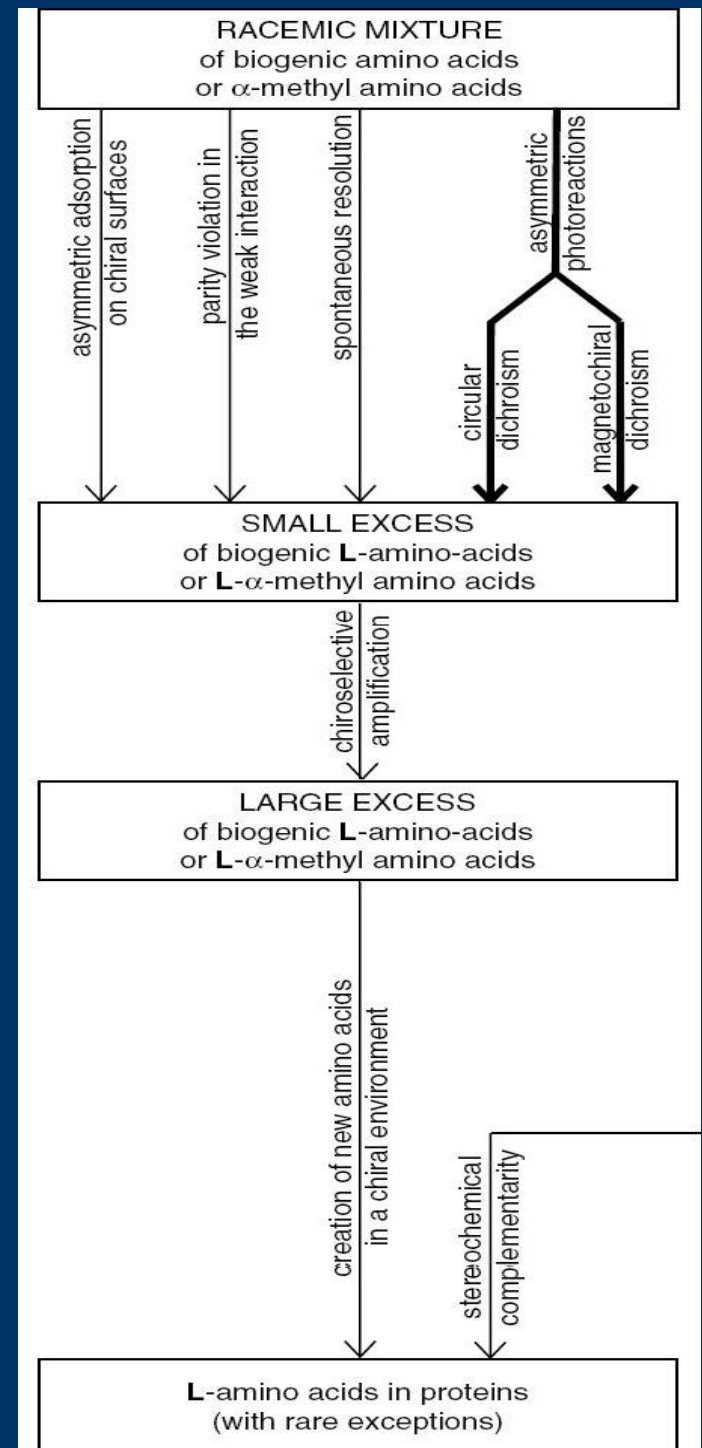 RACEMIC MIXTURE
of biogenic amino acids
or α-methyl amino acids
asymmetric adsorption
on chiral surfaces
parity violation in
the weak interaction
spontaneous resolution
asymmetric
photoreactions
circular
dichroism
magnetochiral
dichroism
SMALL EXCESS
of biogenic L-amino-acids
or L-α-methyl amino acids
chiroselective
amplification
LARGE EXCESS
of biogenic L-amino-acids
or L-α-methyl amino acids
creation of new amino acids
in a chiral environment
stereochemical
complementarity
L-amino acids in proteins
(with rare exceptions)